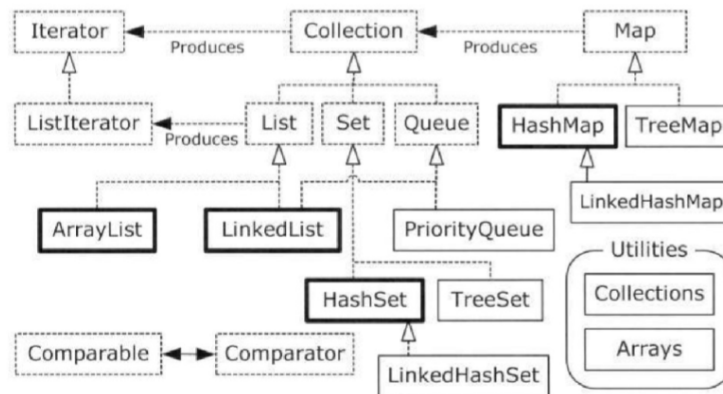 Iterator
Produces
Collection
Produces
Map
ListIterator
Produces
List
Set
Queue
HashMap
TreeMap
ArrayList
LinkedList
PriorityQueue
LinkedHashMap
Utilities
HashSet
TreeSet
Collections
Comparable
Comparator
Arrays
LinkedHashSet